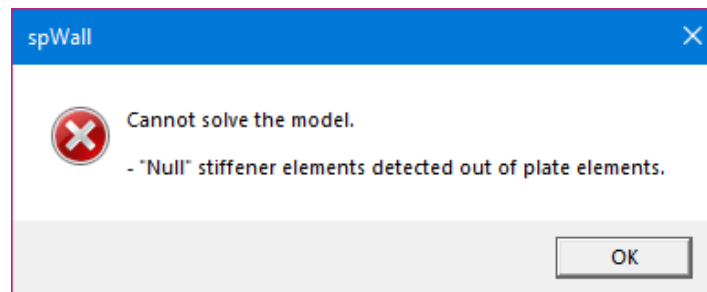 spWall
Cannot solve the model.
- "Null" stiffener elements detected out of plate elements.
OK